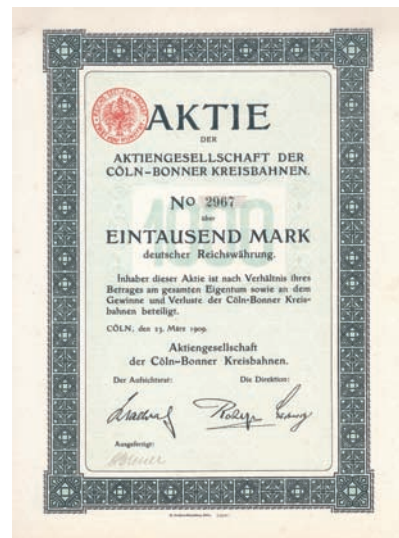 AKTIE
DER
AKTIENGESELLSCHAFT DER
CÖLN-BONNER KREISBAHNEN.
No 2967
über
1000
EINTAUSEND MARK
deutscher Reichswährung.
Inhaber dieser Aktie ist nach Verhältnis ihres
Betrages am gesamten Eigentum sowie an dem
Gewinne und Verluste der Cöln-Bonner Kreis-
bahnen beteiligt.
CÖLN, den 23. März 1909.
Aktiengesellschaft
der Cöln-Bonner Kreisbahnen.
Der Aufsichtsrat: Die Direktion:
Ausgefertigt: